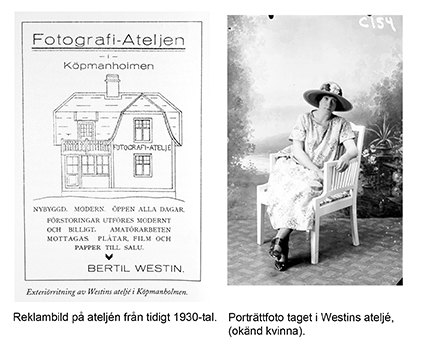 Fotografi-Ateljen
- I -
Köpmanholmen
FOTOGRAFI-ATELJE
NYBYGGD. MODERN. ÖPPEN ALLA DAGAR.
FÖRSTORINGAR UTFÖRES MODERNT
OCH BILLIGT. AMATÖRARBETEN
MOTTAGAS. PLÅTAR, FILM OCH
PAPPER TILL SALU.
BERTIL WESTIN.
Exteriörritning av Westins ateljé i Köpmanholmen.
Reklambild på ateljén från tidigt 1930-tal.
C154
Porträttfoto taget i Westins ateljé,
(okänd kvinna).